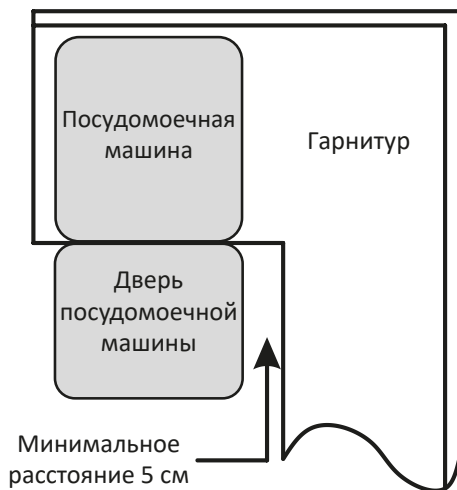 Посудомоечная
машина
Гарнитур
Дверь
посудомоечной
машины
Минимальное
расстояние 5 см